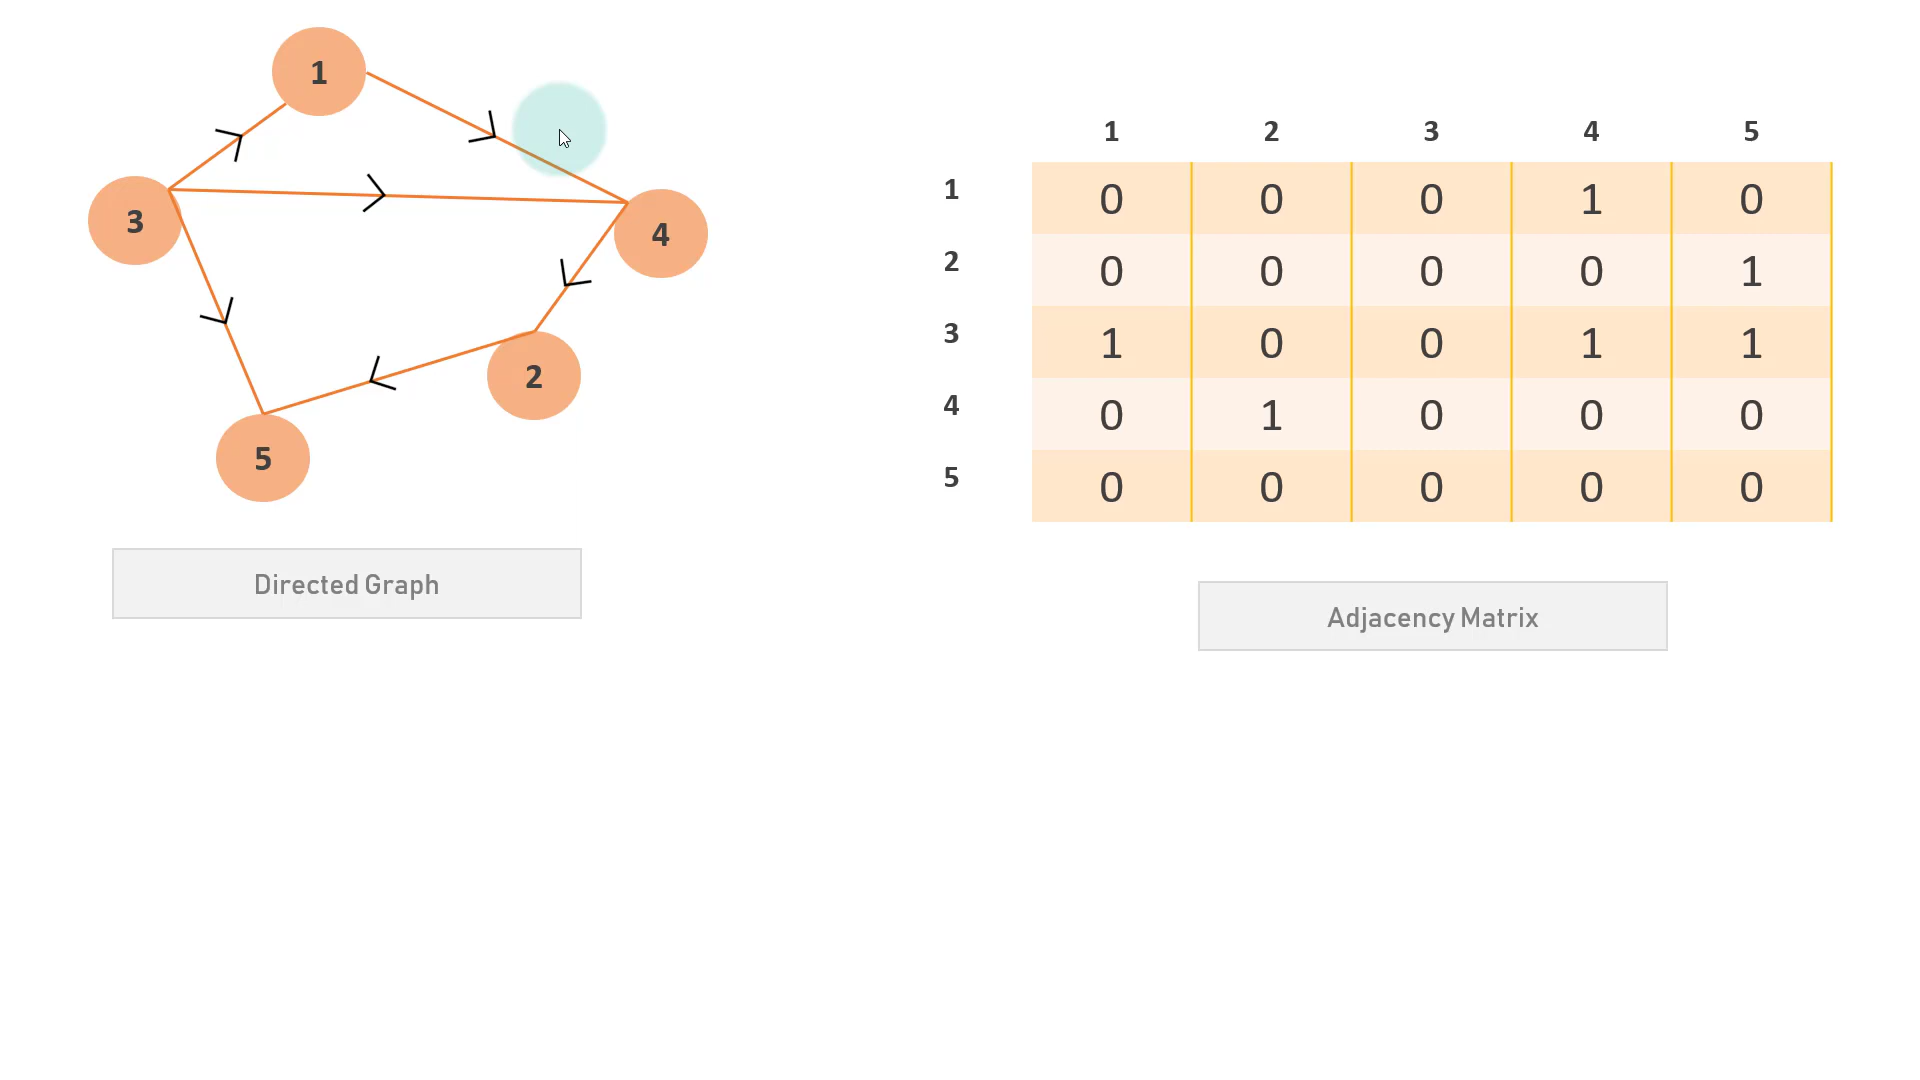 1
3
4
2
5
Directed Graph
1 2 3 4 5
1 0 0 0 1 0
2 0 0 0 0 1
3 1 0 0 1 1
4 0 1 0 0 0
5 0 0 0 0 0
Adjacency Matrix